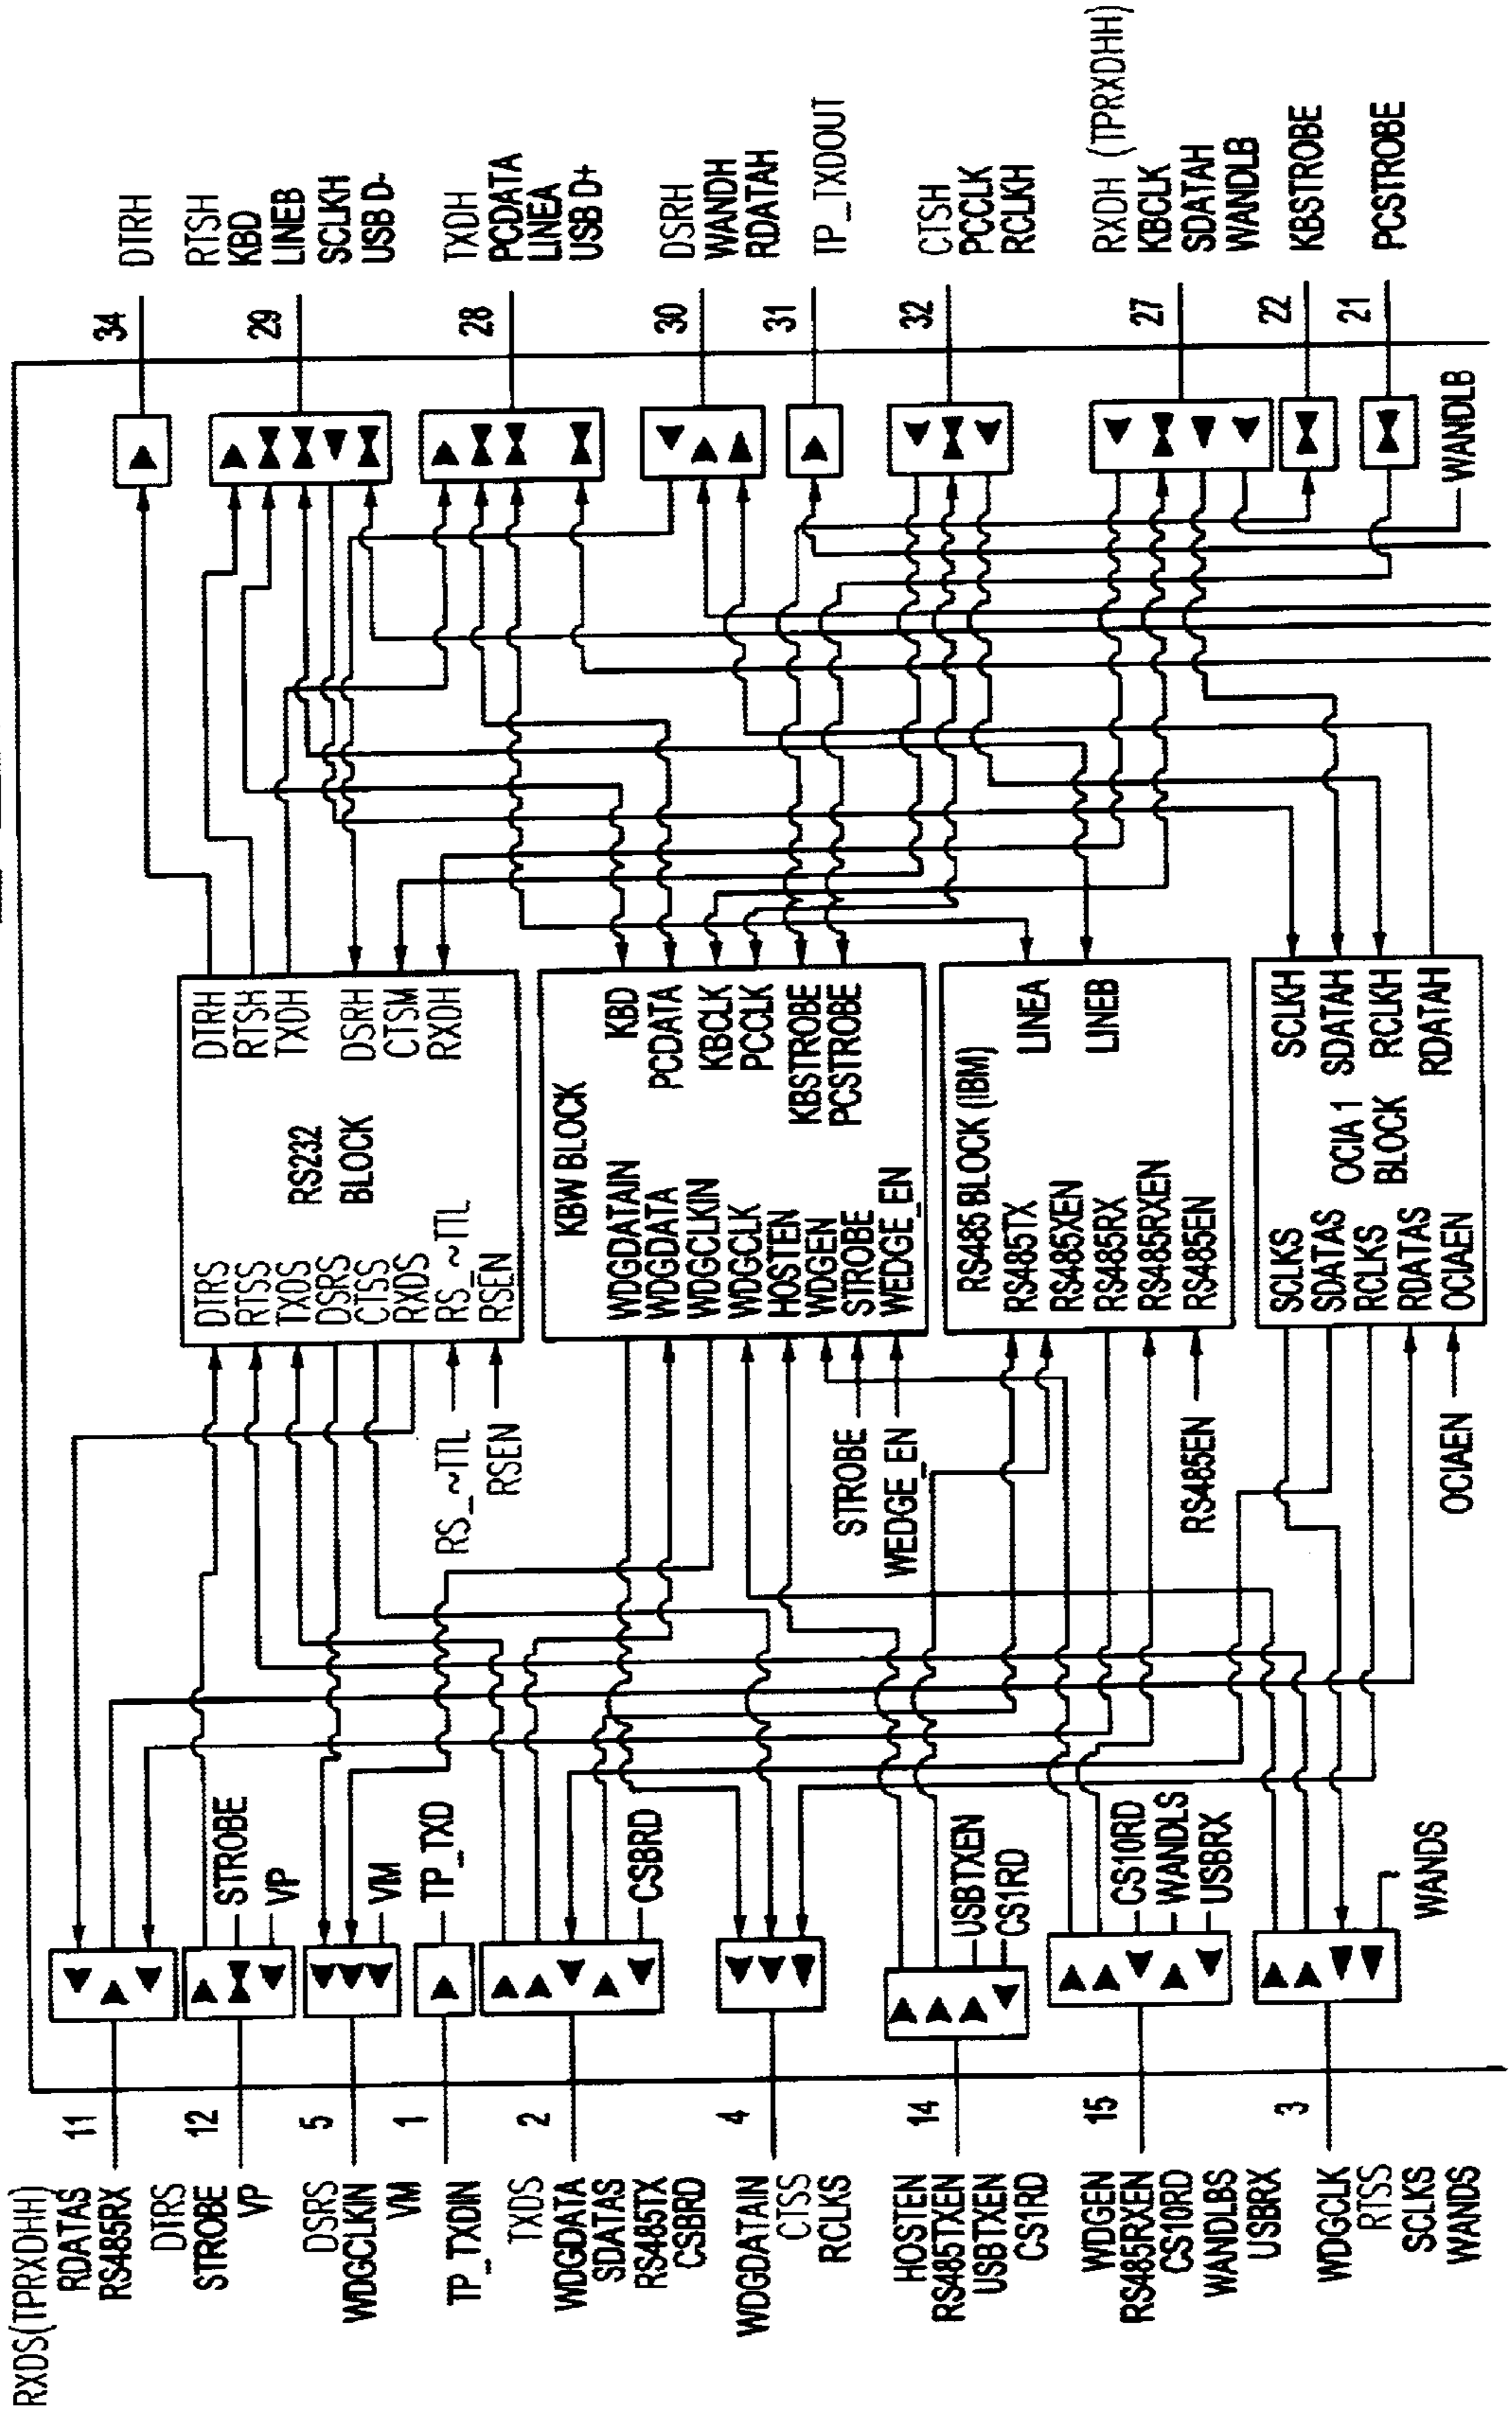 RXDS(TPRXDHH)
RDATAS
RS485RX
11
DTRS
STROBE
VP
12
DSRS
WDGCLKIN
VM
5
TP_TXDIN
1
TXDS
WDGDATA
SDATAS
RS485TX
CSBRD
2
WDGDATAIN
CTSS
RCLKS
4
HOSTEN
RS485TXEN
USBTXEN
CS1RD
14
WDGEN
RS485RXEN
CS10RD
WANDLBS
USBRX
15
WDGCLK
RTSS
SCLKS
WANDS
3
STROBE
VP
VM
TP_TXD
CSBRD
USBTXEN
CS1RD
CS10RD
WANDLS
USBRX
WANDS
RS_~TTL
RSEN
STROBE
WEDGE_EN
RS485EN
OCIAEN
DTRS
RTSS
TXDS
DSRS
CTSS
RXDS
RS_~TTL
RSEN
RS232
BLOCK
DTRH
RTSH
TXDH
DSRH
CTSM
RXDH
KBW BLOCK
WDGDATAIN
WDGDATA
WDGCLKIN
WDGCLK
HOSTEN
WDGEN
STROBE
WEDGE_EN
KBD
PCDATA
KBCLK
PCCLK
KBSTROBE
PCSTROBE
RS485 BLOCK (IBM)
RS485TX
RS485XEN
RS485RX
RS485RXEN
RS485EN
LINEA
LINEB
SCLKS
SDATAS
RCLKS
RDATAS
OCIAEN
OCIA 1
BLOCK
SCLKH
SDATAH
RCLKH
RDATAH
34
DTRH
29
RTSH
KBD
LINEB
SCLKH
USB D-
28
TXDH
PCDATA
LINEA
USB D+
30
DSRH
WANDH
RDATAH
31
TP_TXDOUT
32
CTSH
PCCLK
RCLKH
27
RXDH (TPRXDHH)
KBCLK
SDATAH
WANDLB
22
KBSTROBE
21
PCSTROBE
WANDLB